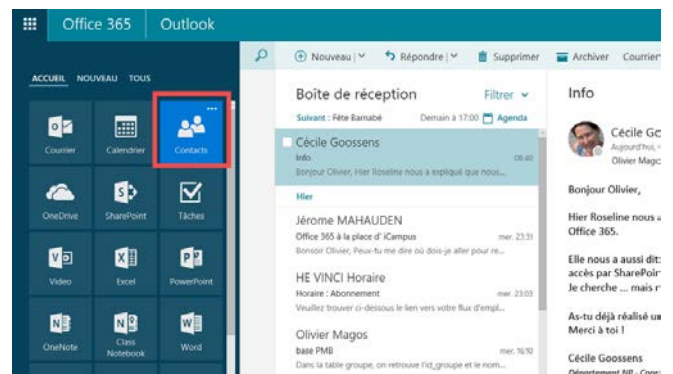 Office 365 Outlook
Nouveau Répondre Supprimer Archiver Courrier
ACCUEIL NOUVEAU TOUS
Courrier Calendrier Contacts
OneDrive SharePoint Tâches
Video Excel PowerPoint
OneNote Class Notebook Word
Boîte de réception Filtrer
Suivant : Fête Barnabé Demain à 17:00 Agenda
Cécile Goossens
Info 08:40
Bonjour Olivier, Hier Roseline nous a expliqué que nous...
Hier
Jérome MAHAUDEN
Office 365 à la place d' iCampus mer. 23:31
Bonsoir Olivier, Peux-tu me dire où dois-je aller pour re...
HE VINCI Horaire
Horaire : Abonnement mer. 23:03
Veuillez trouver ci-dessous le lien vers votre flux d'empl...
Olivier Magos
base PMB mer. 16:10
Dans la table groupe, on retrouve l'id_groupe et le nom...
Info
Cécile Go
Aujourd'hui,
Olivier Mago
Bonjour Olivier,
Hier Roseline nous
Office 365.
Elle nous a aussi dit:
accès par SharePoin
Je cherche ... mais
As-tu déjà réalisé un
Merci à toi !
Cécile Goossens